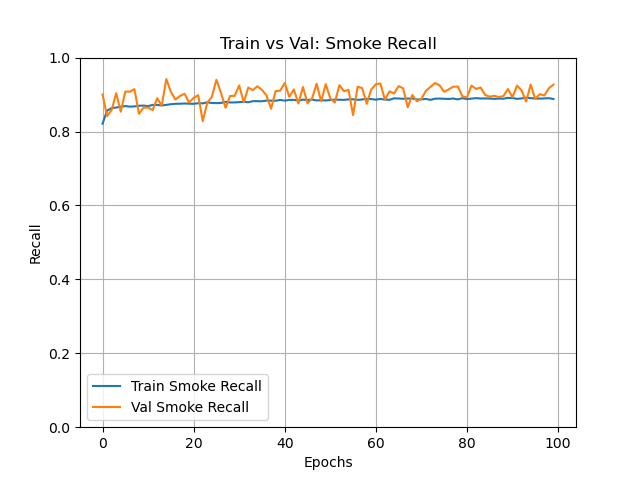 Train vs Val: Smoke Recall
1.0
0.8
0.6
0.4
0.2
0.0
Recall
Train Smoke Recall
Val Smoke Recall
0 20 40 60 80 100
Epochs